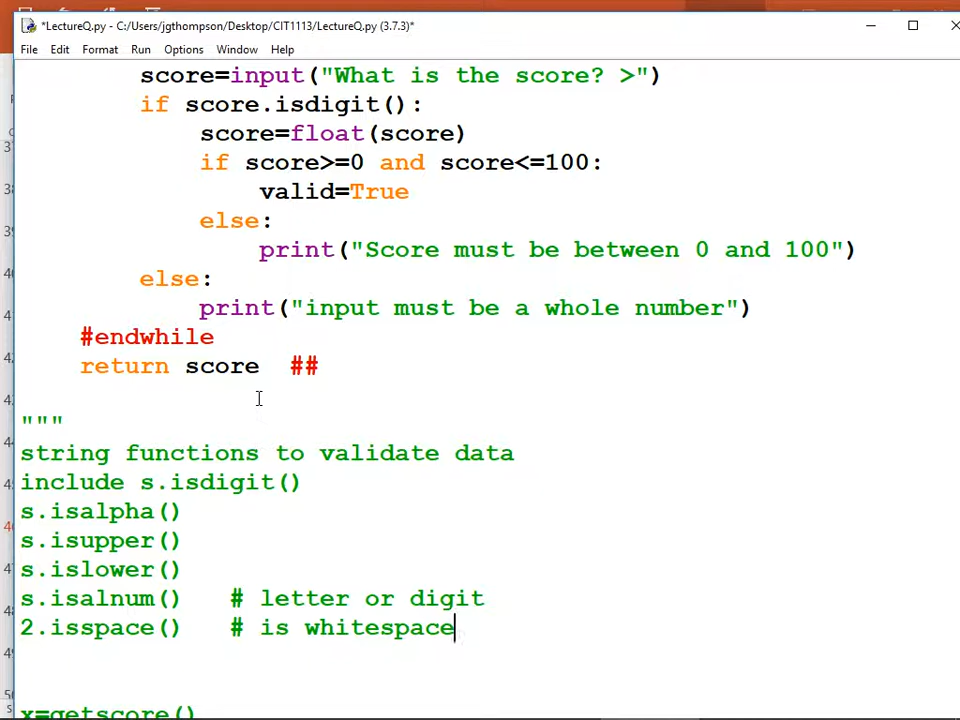 *LectureQ.py - C:/Users/jgthompson/Desktop/CIT1113/LectureQ.py (3.7.3)*
File Edit Format Run Options Window Help
score=input("What is the score? >")
if score.isdigit():
score=float(score)
if score>=0 and score<=100:
valid=True
else:
print("Score must be between 0 and 100")
else:
print("input must be a whole number")
#endwhile
return score ##
"""
string functions to validate data
include s.isdigit()
s.isalpha()
s.isupper()
s.islower()
s.isalnum() # letter or digit
2.isspace() # is whitespace
x=getscore()